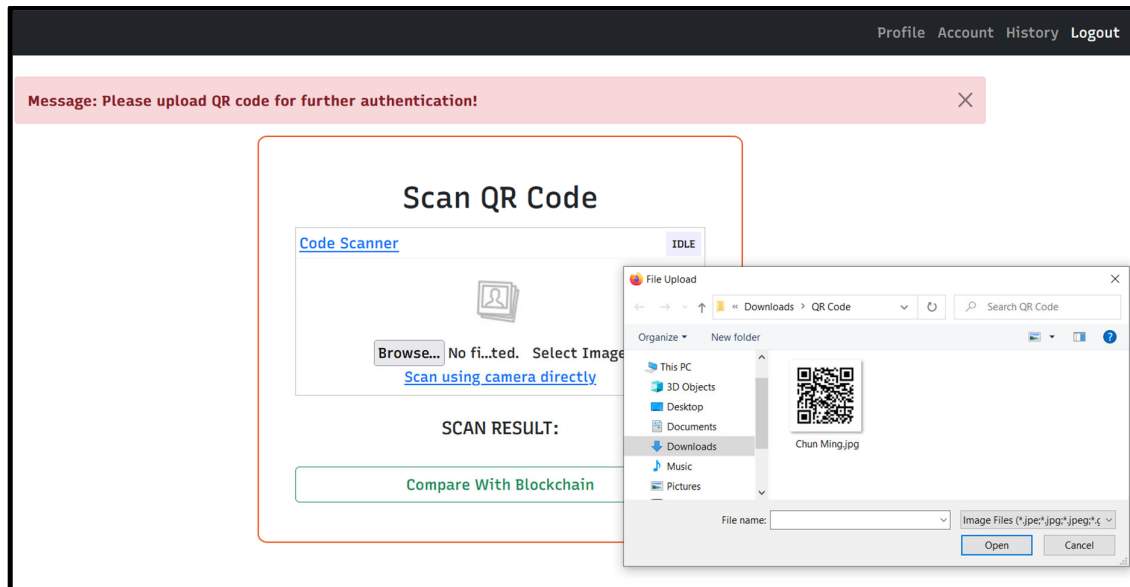 Profile Account History Logout
Message: Please upload QR code for further authentication!
Scan QR Code
Code Scanner
IDLE
Browse... No fi...ted. Select Image
Scan using camera directly
SCAN RESULT:
Compare With Blockchain
File Upload
« Downloads > QR Code
Search QR Code
Organize
New folder
This PC
3D Objects
Desktop
Documents
Downloads
Music
Pictures
Chun Ming.jpg
File name:
Image Files (*.jpe;*.jpg;*.jpeg;*.g
Open
Cancel